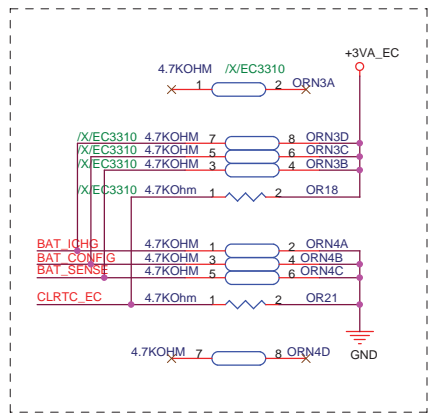 +3VA_EC
4.7KOHM /X/EC3310
1 2 ORN3A
/X/EC3310 4.7KOHM 7 8 ORN3D
/X/EC3310 4.7KOHM 5 6 ORN3C
/X/EC3310 4.7KOHM 3 4 ORN3B
/X/EC3310 4.7KOhm 1 2 OR18
BAT_ICHG 4.7KOHM 1 2 ORN4A
BAT_CONFIG 4.7KOHM 3 4 ORN4B
BAT_SENSE 4.7KOHM 5 6 ORN4C
CLRTC_EC 4.7KOhm 1 2 OR21
GND
4.7KOHM 7 8 ORN4D